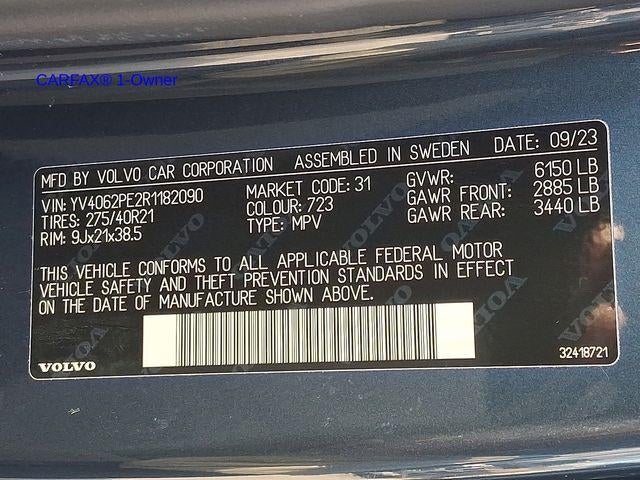 CARFAX® 1-Owner
MFD BY VOLVO CAR CORPORATION ASSEMBLED IN SWEDEN DATE: 09/23
VIN: YV4062PE2R1182090 MARKET CODE: 31 GVWR: 6150 LB
TIRES: 275/40R21 COLOUR: 723 GAWR FRONT: 2885 LB
RIM: 9Jx21x38.5 TYPE: MPV GAWR REAR: 3440 LB
THIS VEHICLE CONFORMS TO ALL APPLICABLE FEDERAL MOTOR
VEHICLE SAFETY AND THEFT PREVENTION STANDARDS IN EFFECT
ON THE DATE OF MANUFACTURE SHOWN ABOVE.
VOLVO 32418721